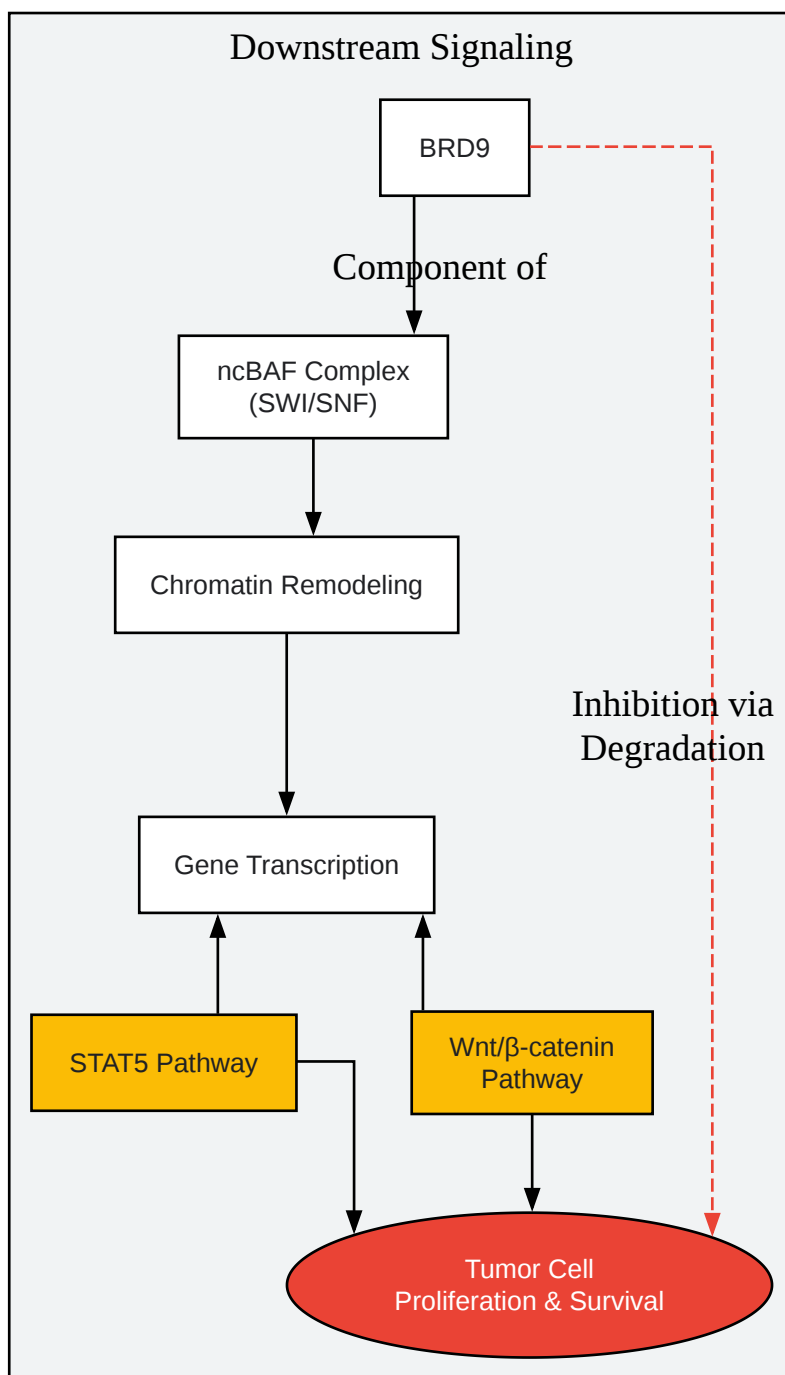 Downstream Signaling
BRD9
Component of
ncBAF Complex
(SWI/SNF)
Chromatin Remodeling
Inhibition via
Degradation
Gene Transcription
STAT5 Pathway
Wnt/β-catenin
Pathway
Tumor Cell
Proliferation & Survival